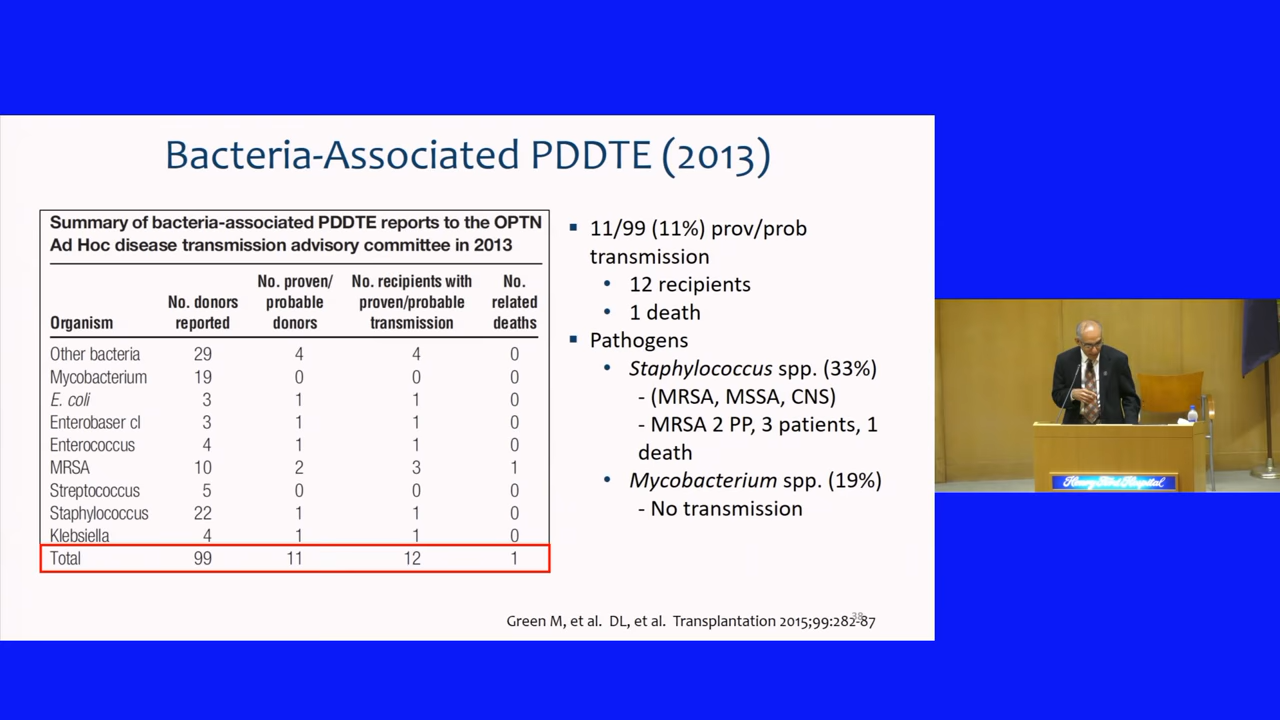 Bacteria-Associated PDDTE (2013)
Summary of bacteria-associated PDDTE reports to the OPTN
Ad Hoc disease transmission advisory committee in 2013
Organism No. donors reported No. proven/ probable donors No. recipients with proven/probable transmission No. related deaths
Other bacteria 29 4 4 0
Mycobacterium 19 0 0 0
E. coli 3 1 1 0
Enterobaser cl 3 1 1 0
Enterococcus 4 1 1 0
MRSA 10 2 3 1
Streptococcus 5 0 0 0
Staphylococcus 22 1 1 0
Klebsiella 4 1 1 0
Total 99 11 12 1
▪ 11/99 (11%) prov/prob
transmission
• 12 recipients
• 1 death
▪ Pathogens
• Staphylococcus spp. (33%)
- (MRSA, MSSA, CNS)
- MRSA 2 PP, 3 patients, 1
death
• Mycobacterium spp. (19%)
- No transmission
Green M, et al. DL, et al. Transplantation 2015;99:282-87
38
Henry Ford Hospital